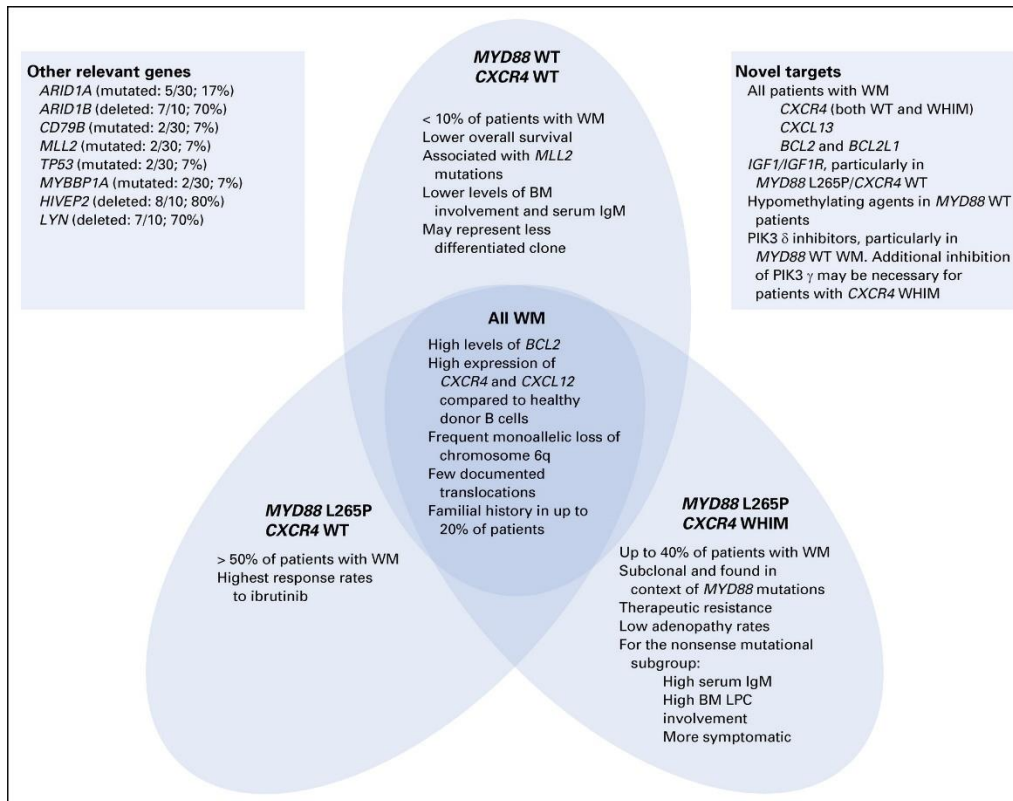 Other relevant genes
ARID1A (mutated: 5/30; 17%)
ARID1B (deleted: 7/10; 70%)
CD79B (mutated: 2/30; 7%)
MLL2 (mutated: 2/30; 7%)
TP53 (mutated: 2/30; 7%)
MYBBP1A (mutated: 2/30; 7%)
HIVEP2 (deleted: 8/10; 80%)
LYN (deleted: 7/10; 70%)
MYD88 WT
CXCR4 WT
< 10% of patients with WM
Lower overall survival
Associated with MLL2
mutations
Lower levels of BM
involvement and serum IgM
May represent less
differentiated clone
Novel targets
All patients with WM
CXCR4 (both WT and WHIM)
CXCL13
BCL2 and BCL2L1
IGF1/IGF1R, particularly in
MYD88 L265P/CXCR4 WT
Hypomethylating agents in MYD88 WT
patients
PIK3 δ inhibitors, particularly in
MYD88 WT WM. Additional inhibition
of PIK3 γ may be necessary for
patients with CXCR4 WHIM
All WM
High levels of BCL2
High expression of
CXCR4 and CXCL12
compared to healthy
donor B cells
Frequent monoallelic loss of
chromosome 6q
Few documented
translocations
Familial history in up to
20% of patients
MYD88 L265P
CXCR4 WT
> 50% of patients with WM
Highest response rates
to ibrutinib
MYD88 L265P
CXCR4 WHIM
Up to 40% of patients with WM
Subclonal and found in
context of MYD88 mutations
Therapeutic resistance
Low adenopathy rates
For the nonsense mutational
subgroup:
High serum IgM
High BM LPC
involvement
More symptomatic